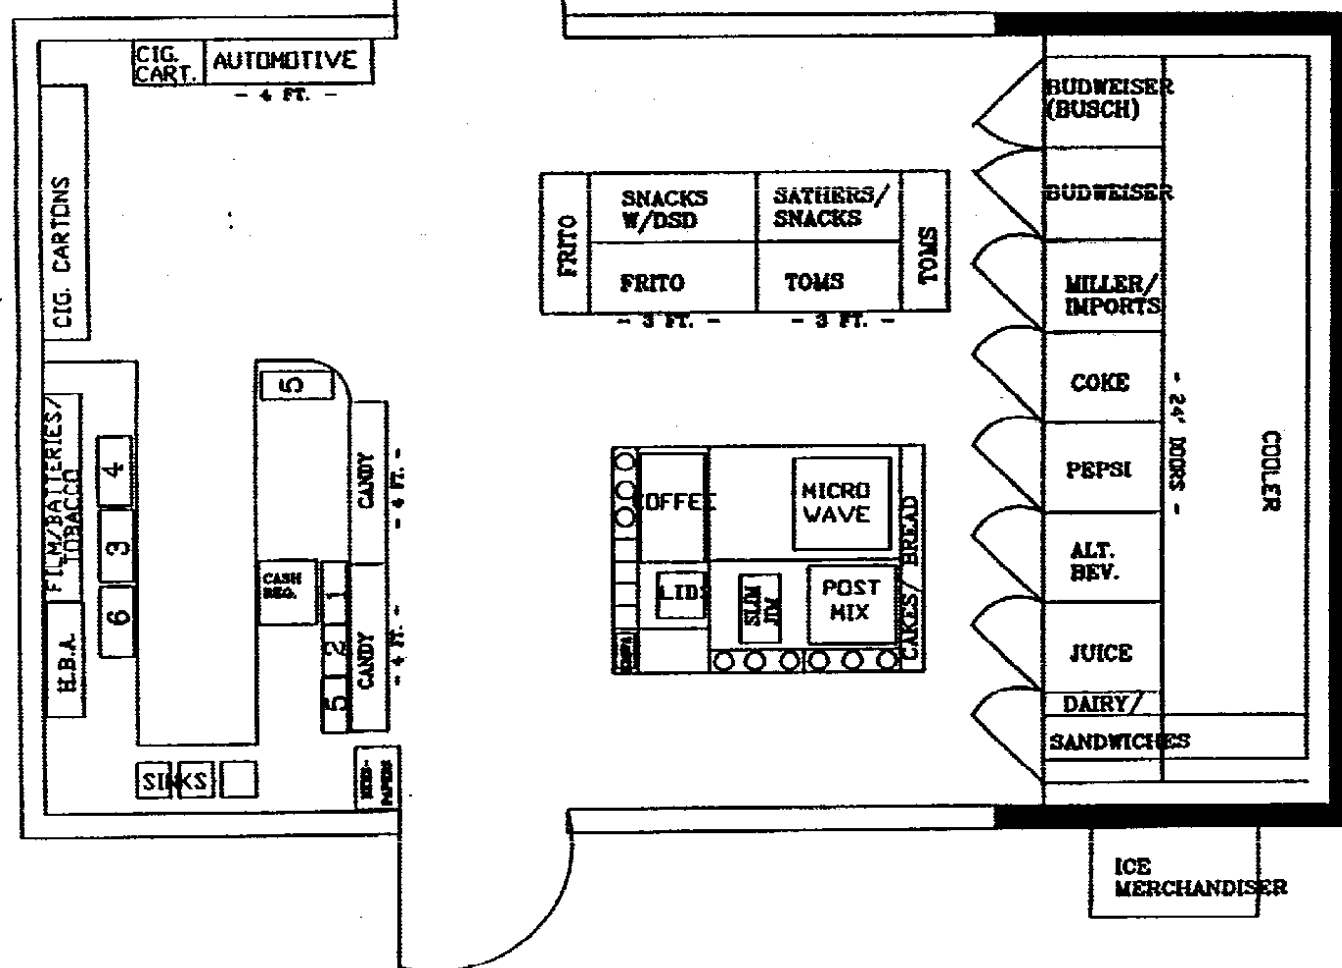 CIG.
CART.
AUTOMOTIVE
- 4 FT. -
CIG. CARTONS
FILM/BATTERIES/
TOBACCO
H.B.A.
4
3
6
5
CASH
REG.
1
2
5
CANDY
- 4 FT. -
CANDY
- 4 FT. -
SINKS
NEWS-
PAPERS
FRITO
SNACKS
W/DSD
SATHERS/
SNACKS
FRITO
TOMS
TOMS
- 3 FT. -
- 3 FT. -
COFFEE
MICRO
WAVE
LIDS
SLIM
JIM
POST
MIX
CAKES/ BREAD
BUDWEISER
(BUSCH)
BUDWEISER
MILLER/
IMPORTS
COKE
PEPSI
ALT.
BEV.
JUICE
DAIRY/
SANDWICHES
- 24' DOORS -
COOLER
ICE
MERCHANDISER